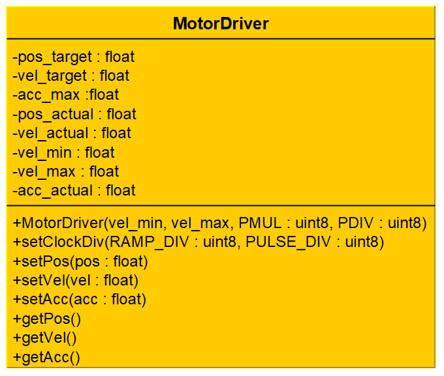 MotorDriver
-pos_target : float
-vel_target : float
-acc_max :float
-pos_actual : float
-vel_actual : float
-vel_min : float
-vel_max : float
-acc_actual : float
+MotorDriver(vel_min, vel_max, PMUL : uint8, PDIV : uint8)
+setClockDiv(RAMP_DIV : uint8, PULSE_DIV : uint8)
+setPos(pos : float)
+setVel(vel : float)
+setAcc(acc : float)
+getPos()
+getVel()
+getAcc()